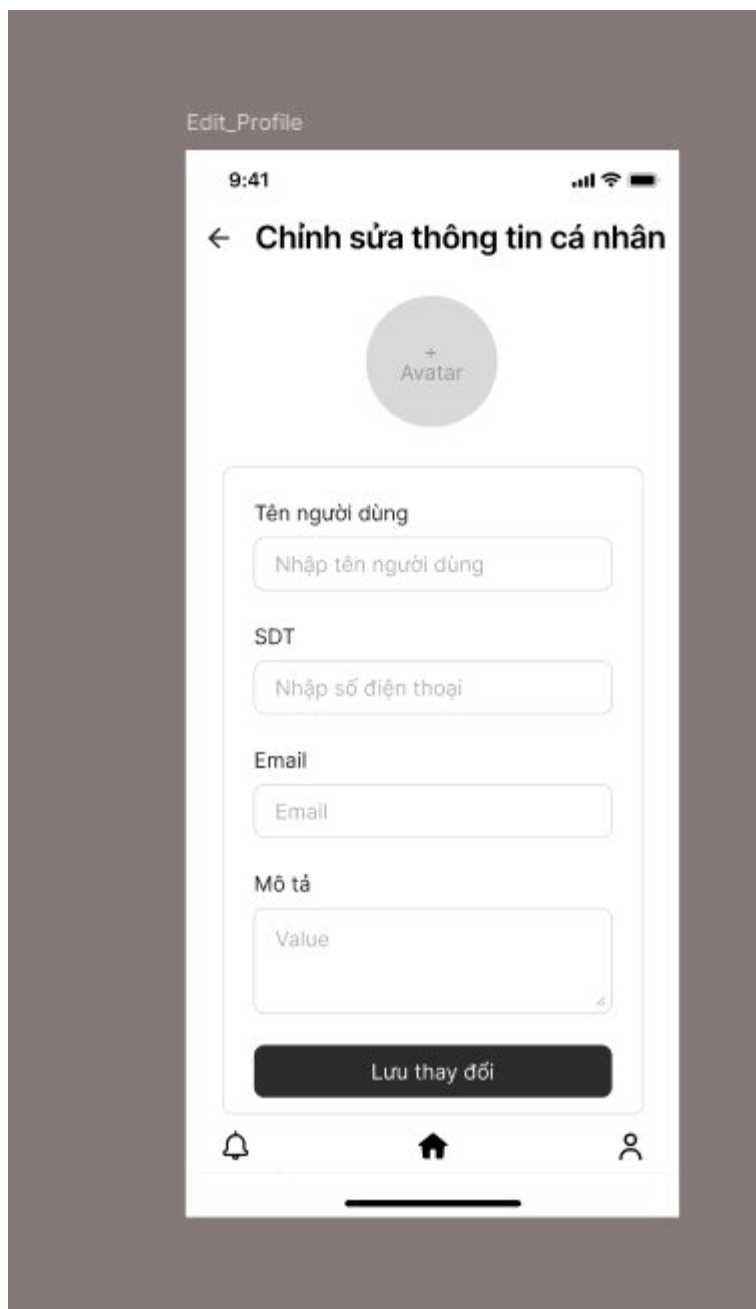 Edit_Profile
9:41
Chỉnh sửa thông tin cá nhân
+
Avatar
Tên người dùng
Nhập tên người dùng
SDT
Nhập số điện thoại
Email
Email
Mô tả
Value
Lưu thay đổi